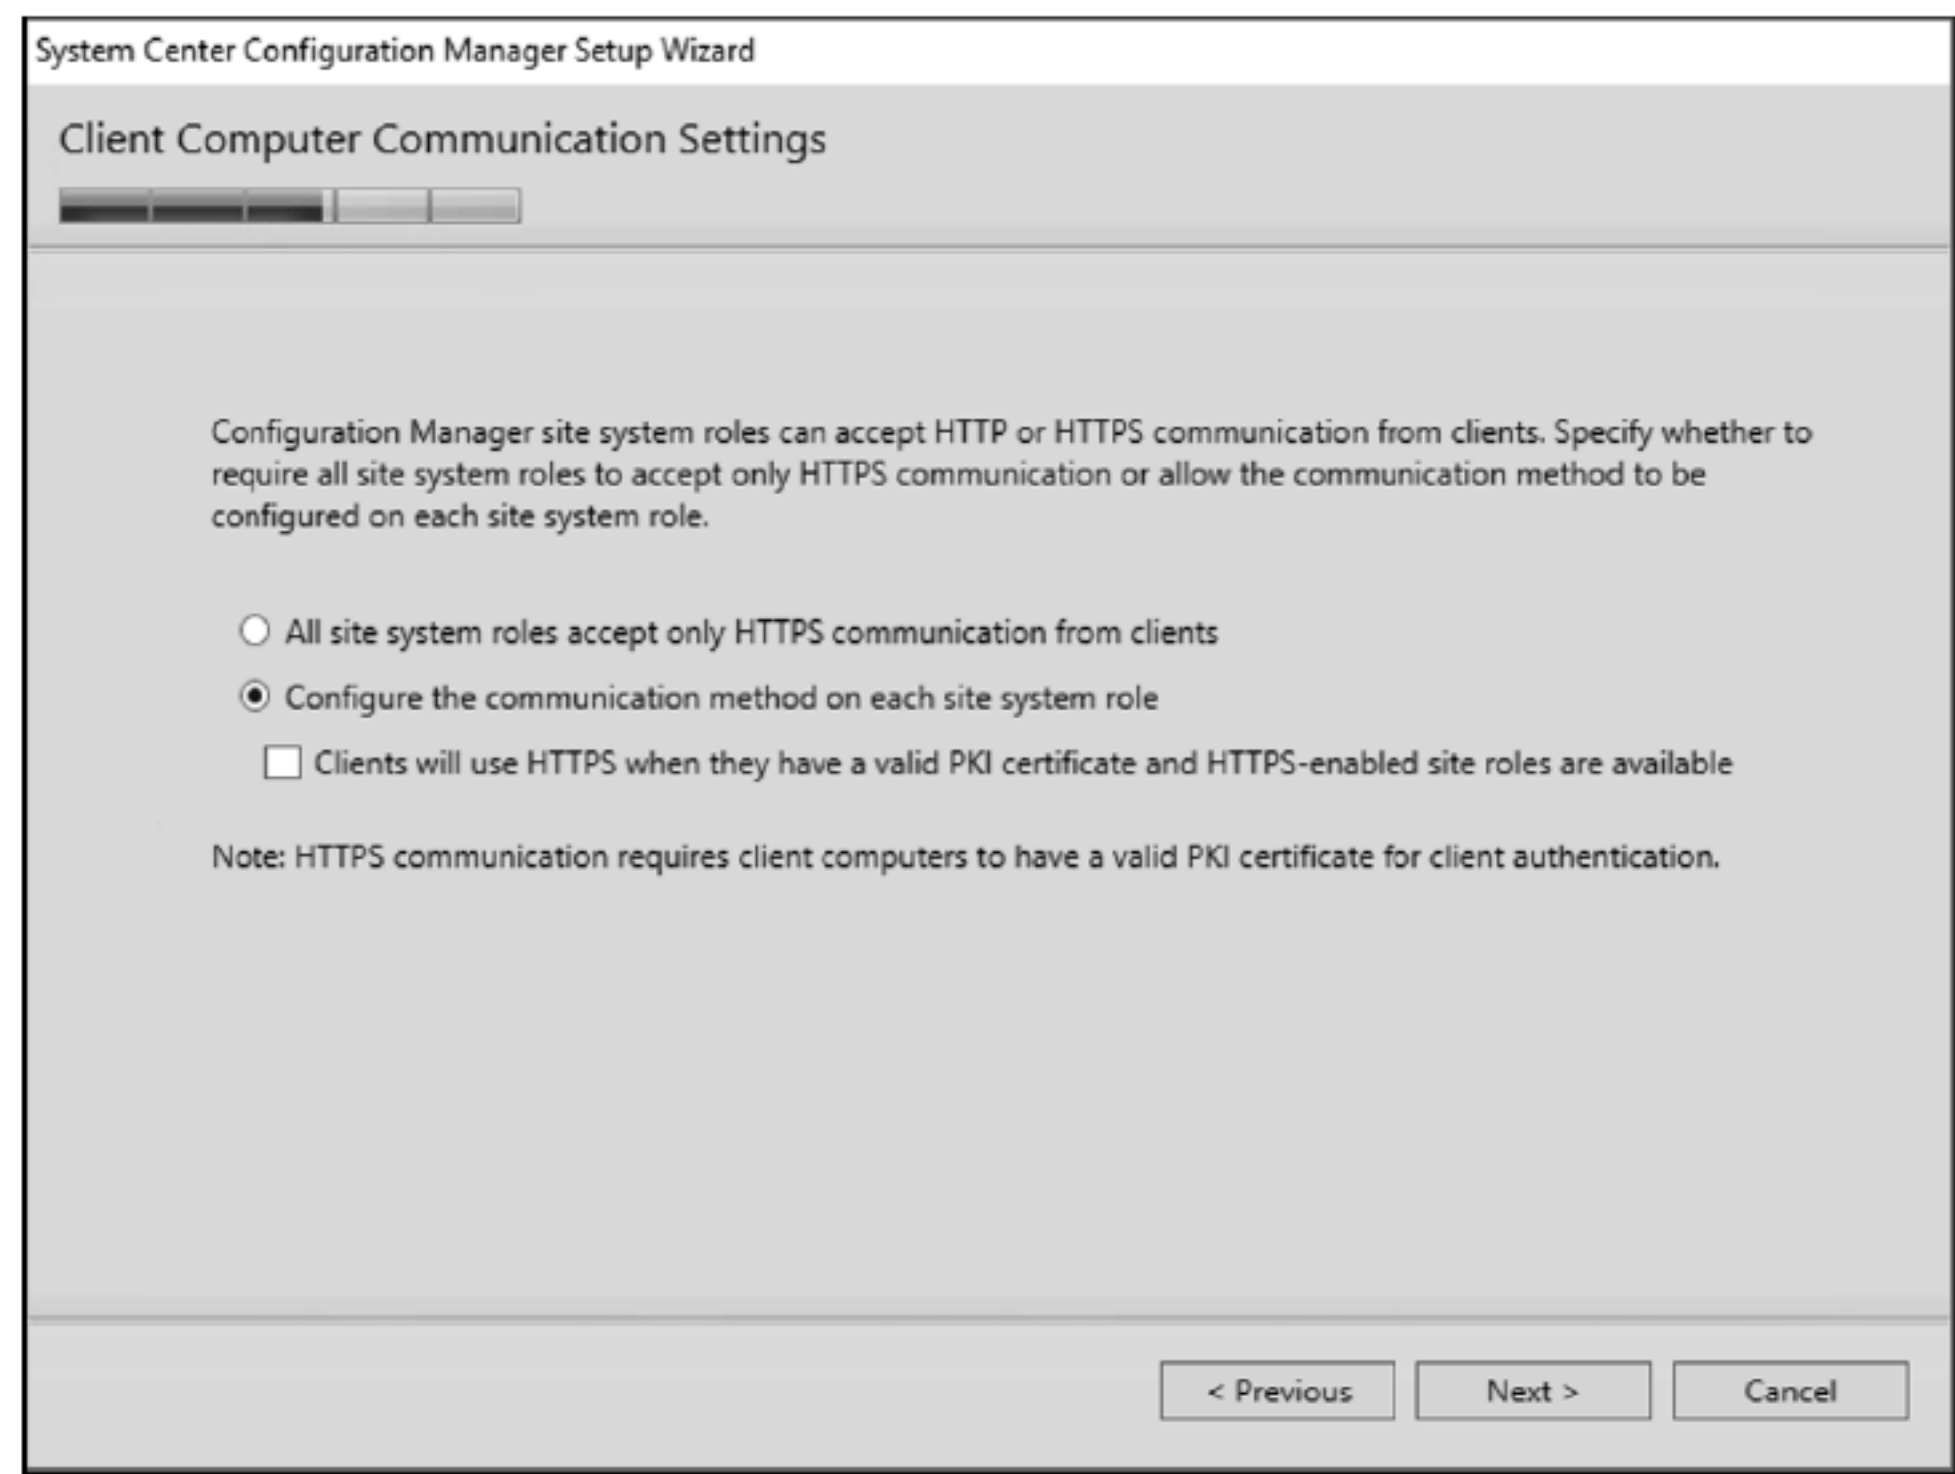 System Center Configuration Manager Setup Wizard
Client Computer Communication Settings
Configuration Manager site system roles can accept HTTP or HTTPS communication from clients. Specify whether to
require all site system roles to accept only HTTPS communication or allow the communication method to be
configured on each site system role.
All site system roles accept only HTTPS communication from clients
Configure the communication method on each site system role
Clients will use HTTPS when they have a valid PKI certificate and HTTPS-enabled site roles are available
Note: HTTPS communication requires client computers to have a valid PKI certificate for client authentication.
< Previous
Next >
Cancel